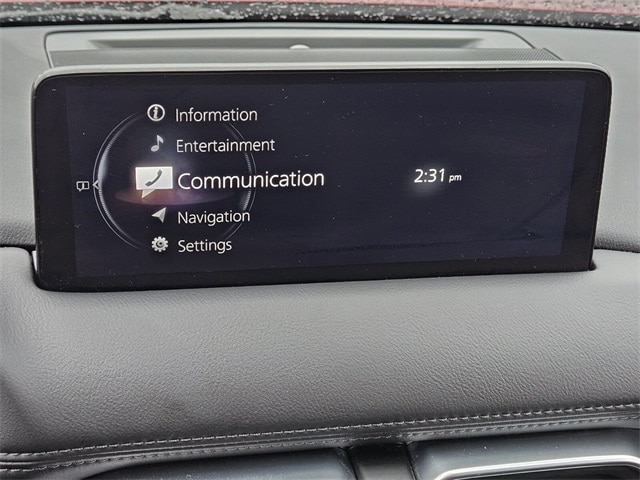 Information
Entertainment
Communication
2:31 pm
Navigation
Settings